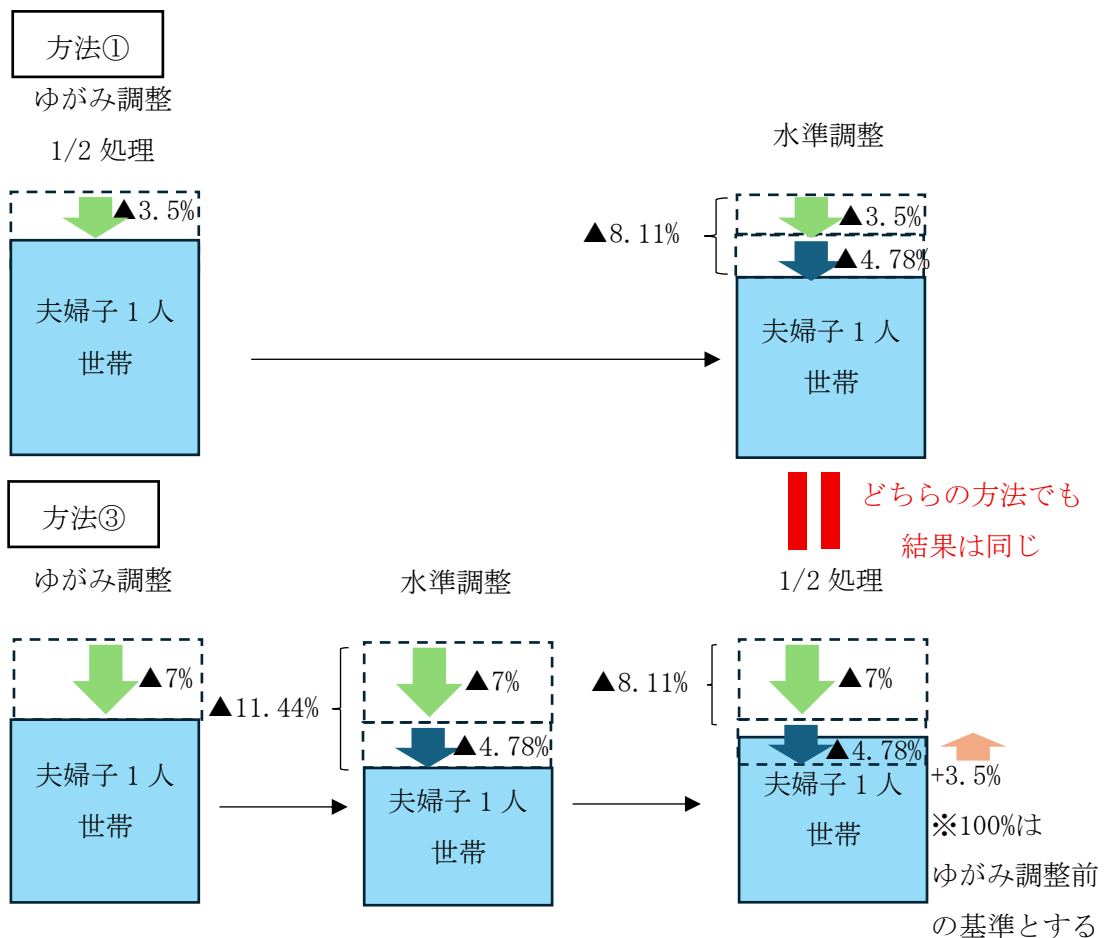 方法①
ゆがみ調整
1/2 処理
水準調整
▲3.5%
▲8.11%
▲3.5%
▲4.78%
夫婦子1人
世帯
夫婦子1人
世帯
方法③
どちらの方法でも
結果は同じ
ゆがみ調整
水準調整
1/2 処理
▲7%
▲11.44%
▲7%
▲4.78%
▲8.11%
▲7%
▲4.78%
夫婦子1人
世帯
夫婦子1人
世帯
夫婦子1人
世帯
+3.5%
※100%は
ゆがみ調整前
の基準とする